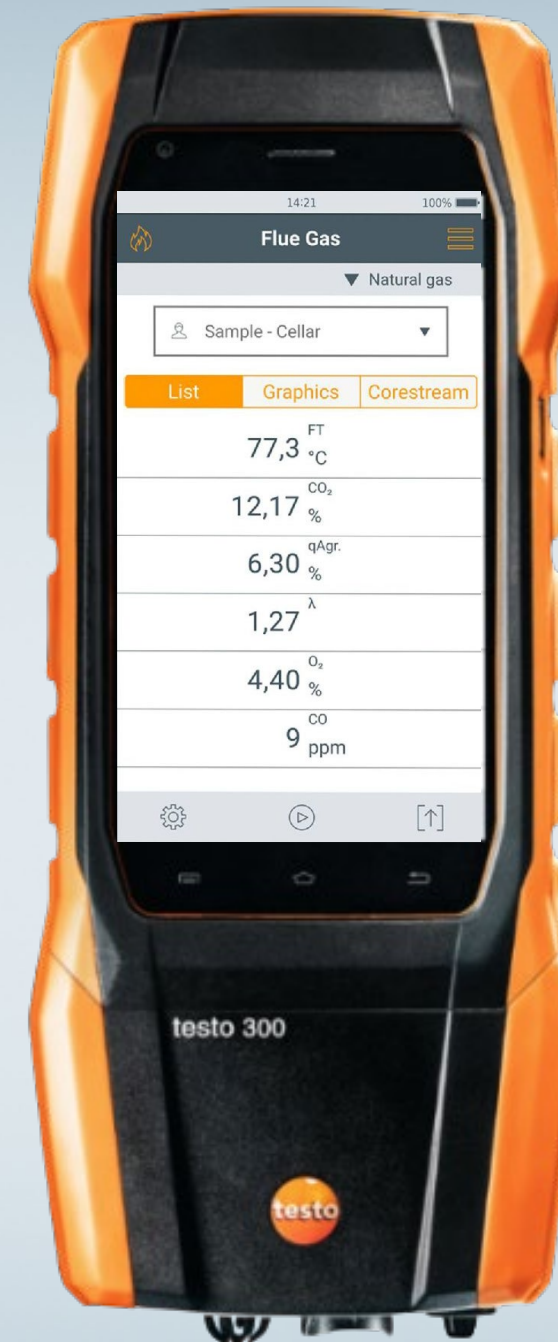 14:21 100%
Flue Gas
▼ Natural gas
Sample - Cellar ▼
List Graphics Corestream
77,3 FT °C
12,17 CO₂ %
6,30 qAgr. %
1,27 λ
4,40 O₂ %
9 CO ppm
testo 300
testo